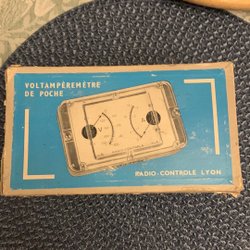 VOLTAMPÈREMÈTRE
DE POCHE
V
A
RADIO-CONTROLE LYON